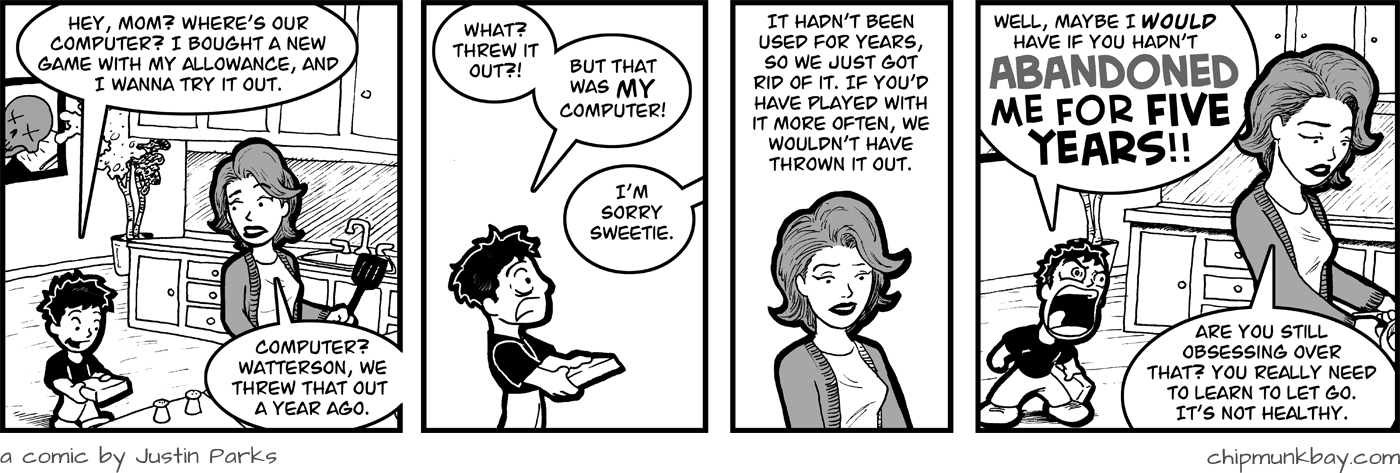 HEY, MOM? WHERE'S OUR
COMPUTER? I BOUGHT A NEW
GAME WITH MY ALLOWANCE, AND
I WANNA TRY IT OUT.
COMPUTER?
WATTERSON, WE
THREW THAT OUT
A YEAR AGO.
WHAT?
THREW IT
OUT?!
BUT THAT
WAS MY
COMPUTER!
I'M
SORRY
SWEETIE.
IT HADN'T BEEN
USED FOR YEARS,
SO WE JUST GOT
RID OF IT. IF YOU'D
HAVE PLAYED WITH
IT MORE OFTEN, WE
WOULDN'T HAVE
THROWN IT OUT.
WELL, MAYBE I WOULD
HAVE IF YOU HADN'T
ABANDONED
ME FOR FIVE
YEARS!!
ARE YOU STILL
OBSESSING OVER
THAT? YOU REALLY NEED
TO LEARN TO LET GO.
IT'S NOT HEALTHY.
a comic by Justin Parks
chipmunkbay.com